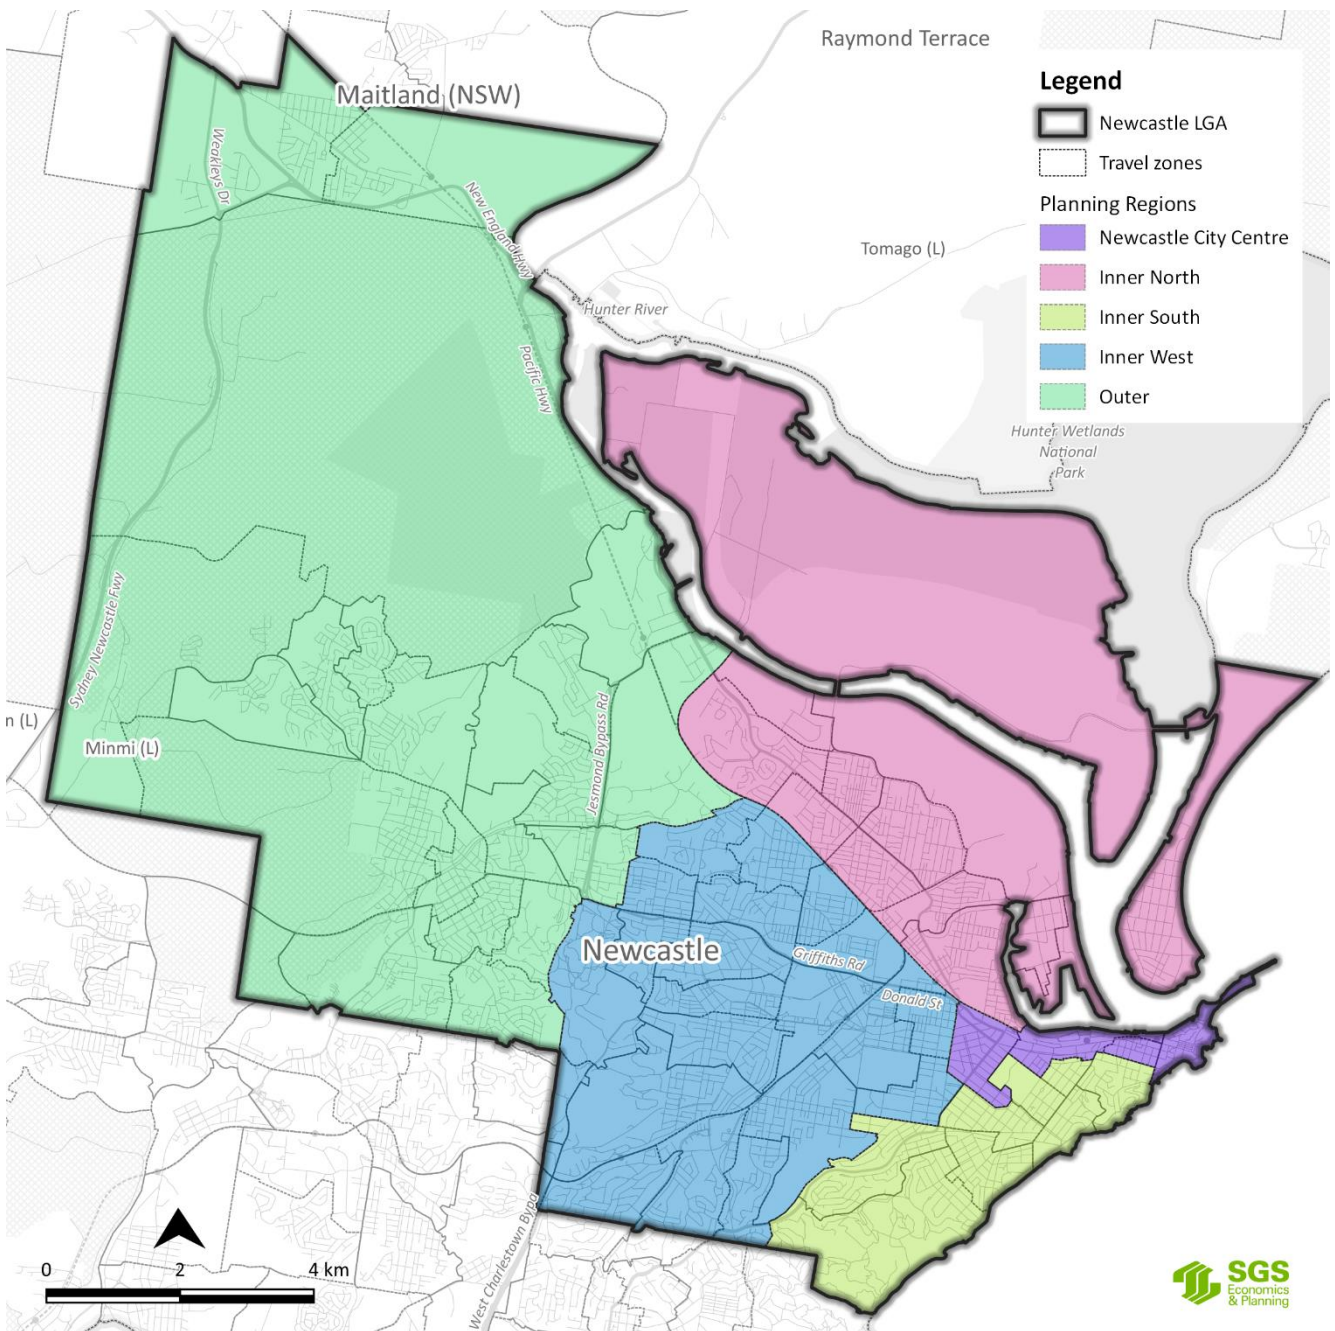 Raymond Terrace
Maitland (NSW)
Legend
Newcastle LGA
Travel zones
Planning Regions
Newcastle City Centre
Inner North
Inner South
Inner West
Outer
Weakleys Dr
New England Hwy
Tomago (L)
Hunter River
Pacific Hwy
Hunter Wetlands
National
Park
Sydney Newcastle Fwy
n (L)
Minmi (L)
Jesmond Bypass Rd
Newcastle
Griffiths Rd
Donald St
West Charlestown Bypa
0 2 4 km
SGS
Economics
& Planning